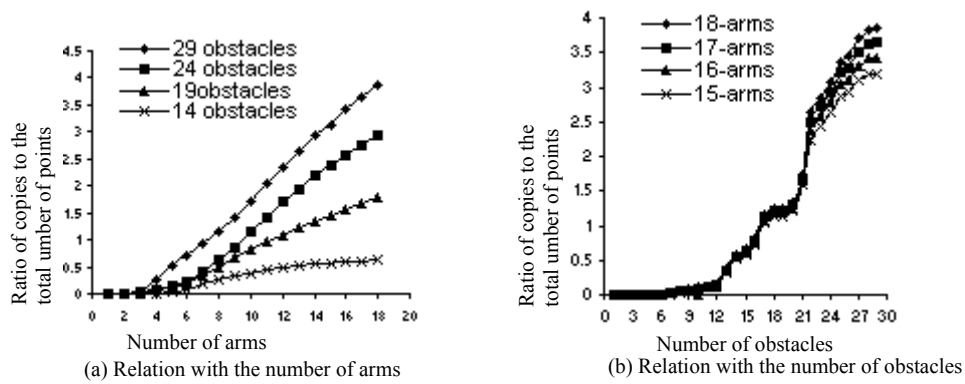 Ratio of copies to the
total umber of points
4.5
4
3.5
3
2.5
2
1.5
1
0.5
0
29 obstacles
24 obstacles
19obstacles
14 obstacles
0 2 4 6 8 10 12 14 16 18 20
Number of arms
(a) Relation with the number of arms
Ratio of copies to the
total umber of points
4
3.5
3
2.5
2
1.5
1
0.5
0
18-arms
17-arms
16-arms
15-arms
0 3 6 9 12 15 18 21 24 27 30
Number of obstacles
(b) Relation with the number of obstacles